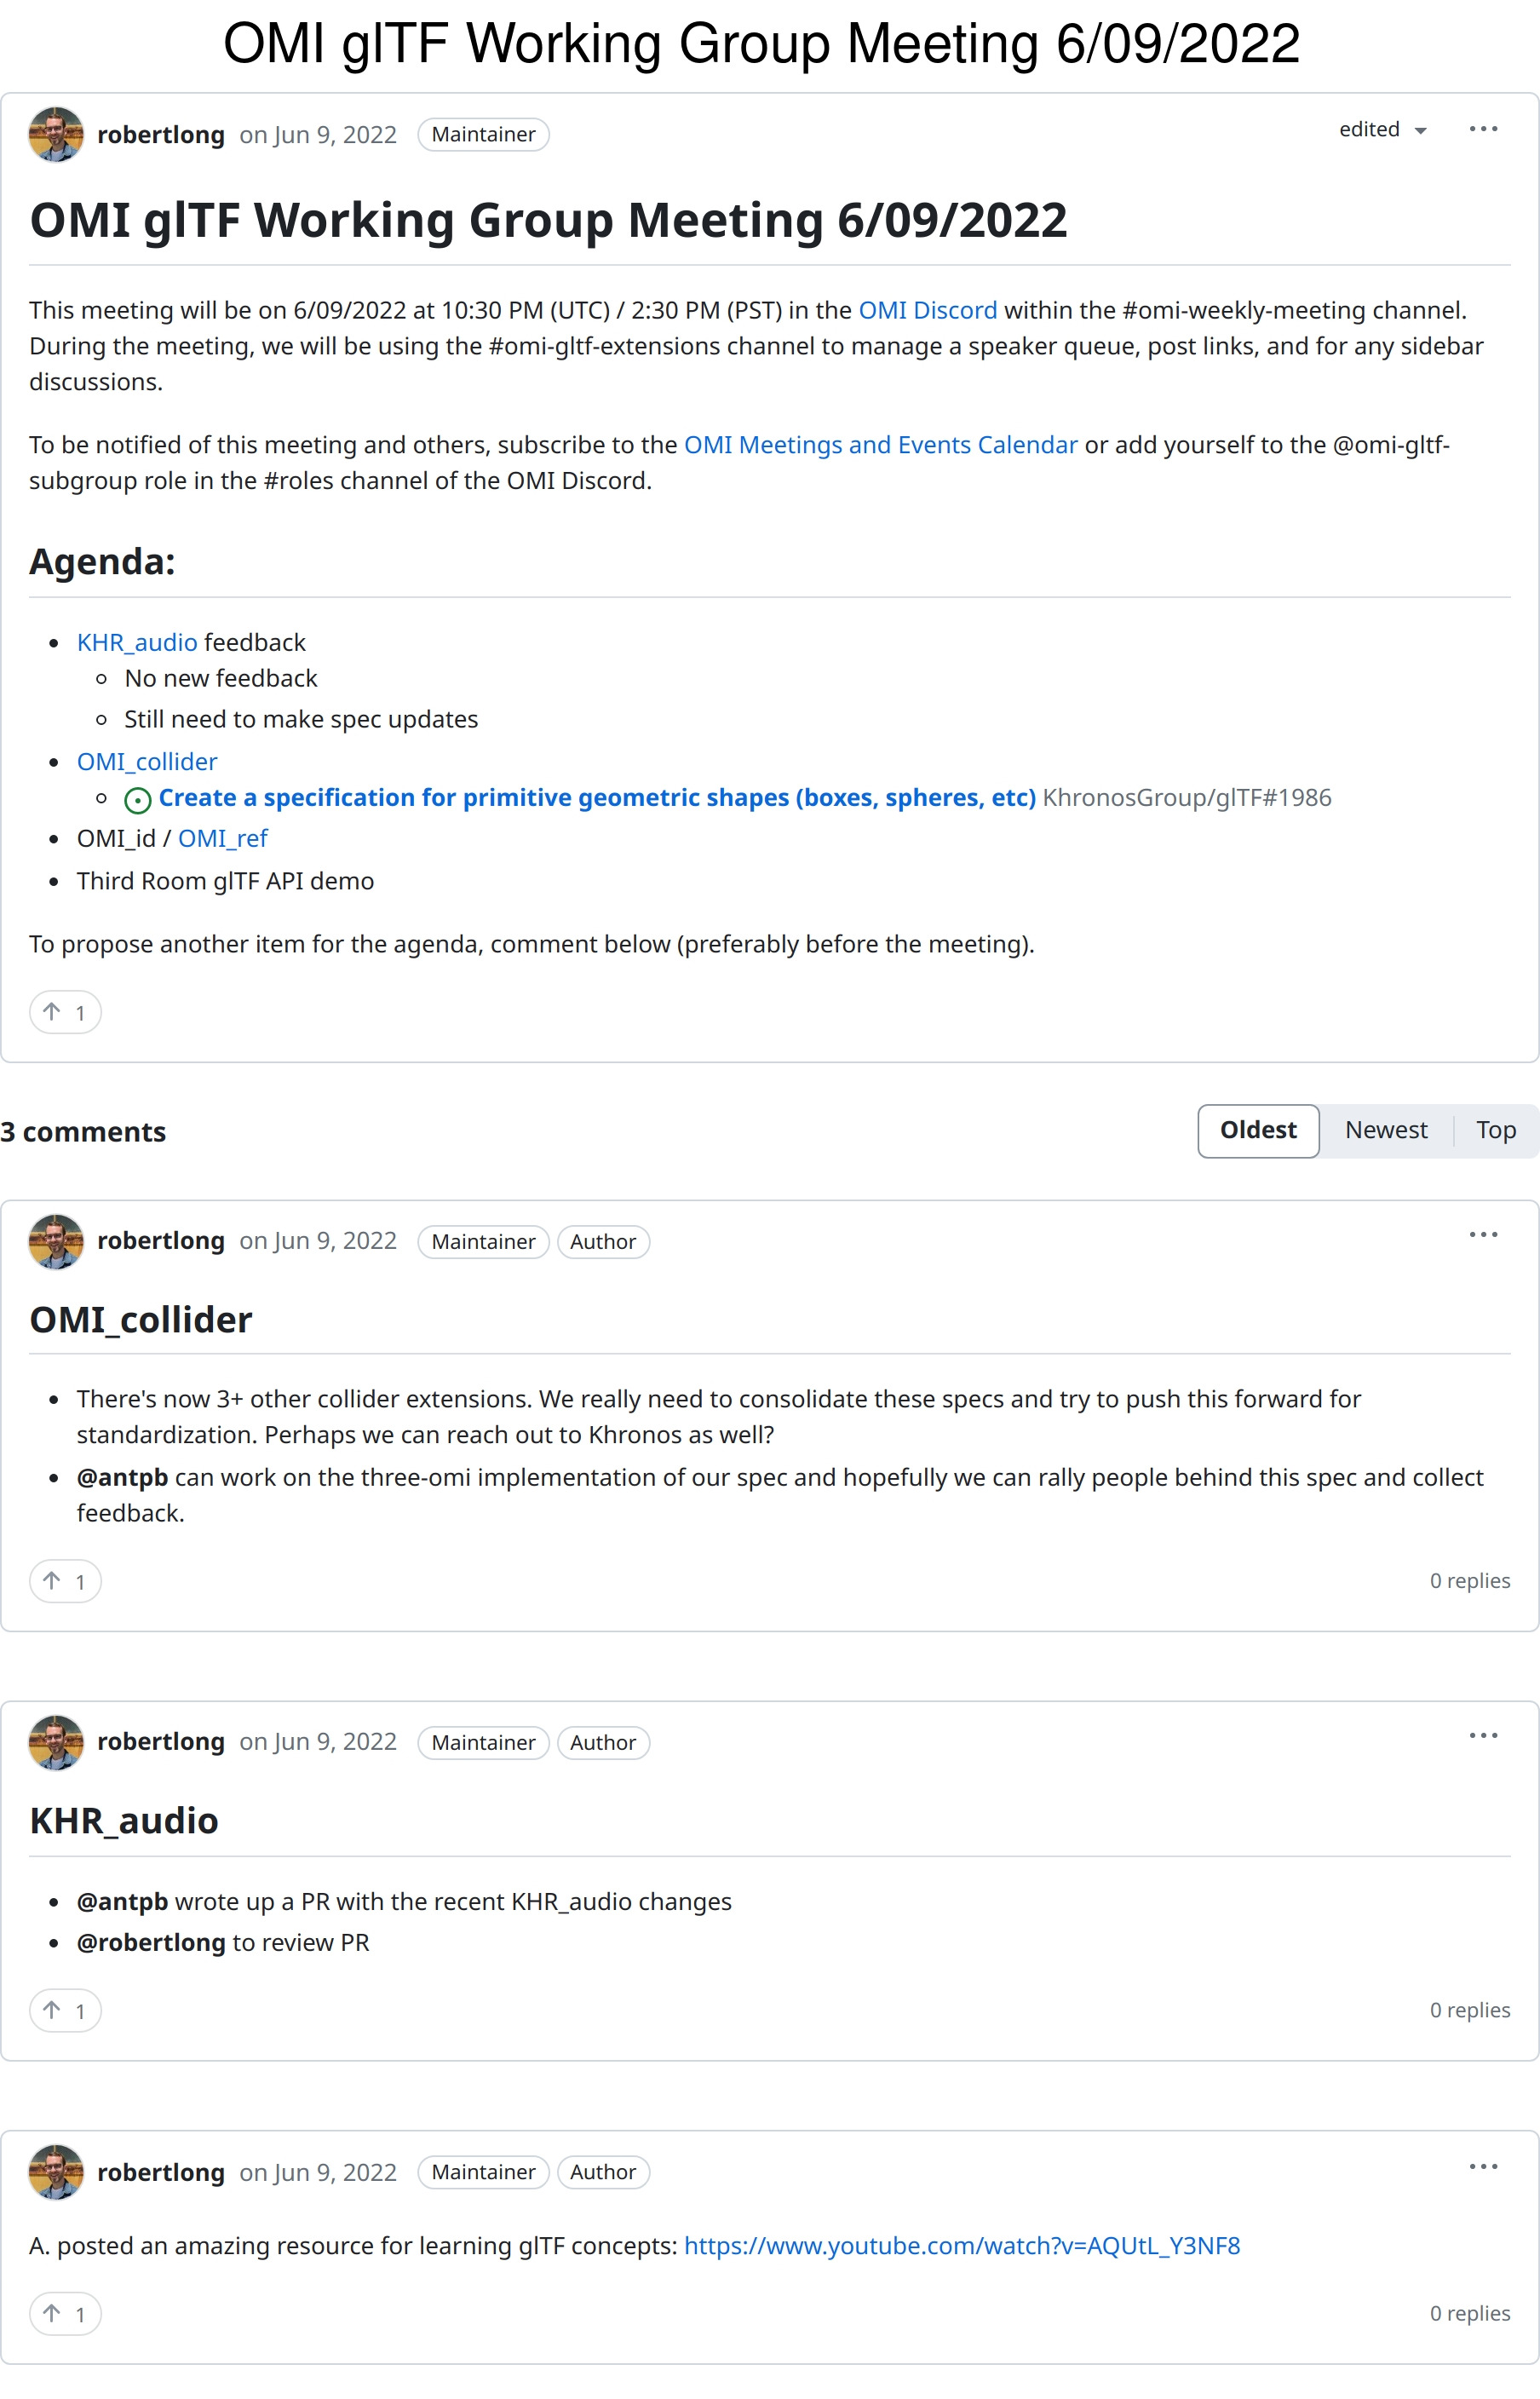 OMI glTF Working Group Meeting 6/09/2022
robertlong on Jun 9, 2022 Maintainer edited
OMI glTF Working Group Meeting 6/09/2022
This meeting will be on 6/09/2022 at 10:30 PM (UTC) / 2:30 PM (PST) in the OMI Discord within the #omi-weekly-meeting channel.
During the meeting, we will be using the #omi-gltf-extensions channel to manage a speaker queue, post links, and for any sidebar
discussions.
To be notified of this meeting and others, subscribe to the OMI Meetings and Events Calendar or add yourself to the @omi-gltf-
subgroup role in the #roles channel of the OMI Discord.
Agenda:
KHR_audio feedback
No new feedback
Still need to make spec updates
OMI_collider
Create a specification for primitive geometric shapes (boxes, spheres, etc) KhronosGroup/glTF#1986
OMI_id / OMI_ref
Third Room glTF API demo
To propose another item for the agenda, comment below (preferably before the meeting).
1
3 comments Oldest Newest Top
robertlong on Jun 9, 2022 Maintainer Author
OMI_collider
There's now 3+ other collider extensions. We really need to consolidate these specs and try to push this forward for
standardization. Perhaps we can reach out to Khronos as well?
@antpb can work on the three-omi implementation of our spec and hopefully we can rally people behind this spec and collect
feedback.
1 0 replies
robertlong on Jun 9, 2022 Maintainer Author
KHR_audio
@antpb wrote up a PR with the recent KHR_audio changes
@robertlong to review PR
1 0 replies
robertlong on Jun 9, 2022 Maintainer Author
A. posted an amazing resource for learning glTF concepts: https://www.youtube.com/watch?v=AQUtL_Y3NF8
1 0 replies